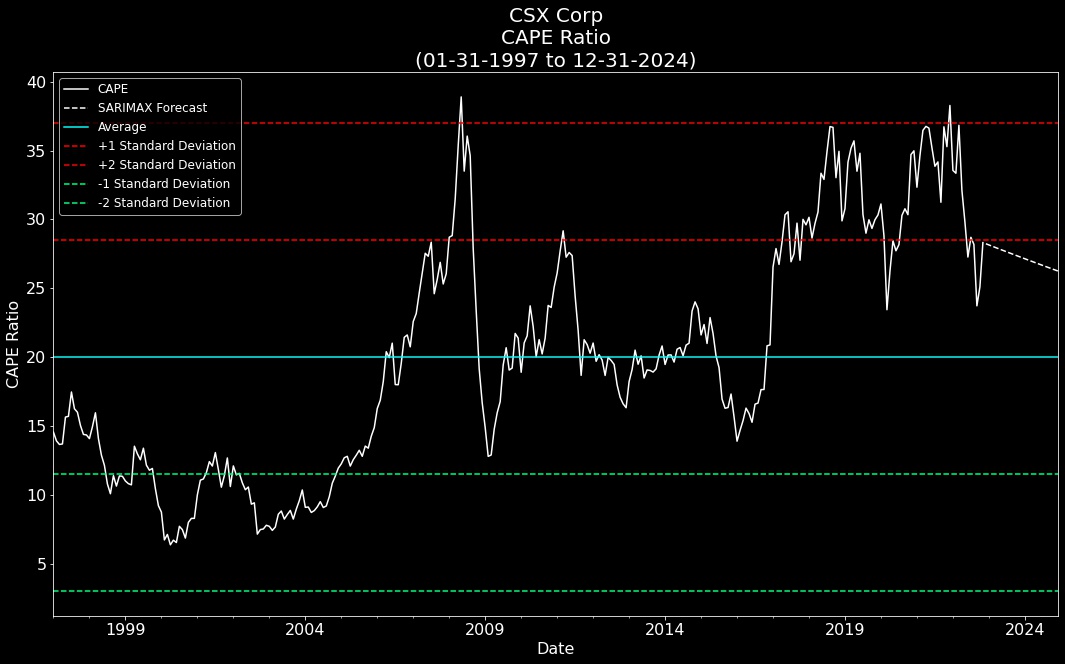 CSX Corp
CAPE Ratio
(01-31-1997 to 12-31-2024)
CAPE
SARIMAX Forecast
Average
+1 Standard Deviation
+2 Standard Deviation
-1 Standard Deviation
-2 Standard Deviation
40
35
30
25
20
15
10
5
CAPE Ratio
1999 2004 2009 2014 2019 2024
Date